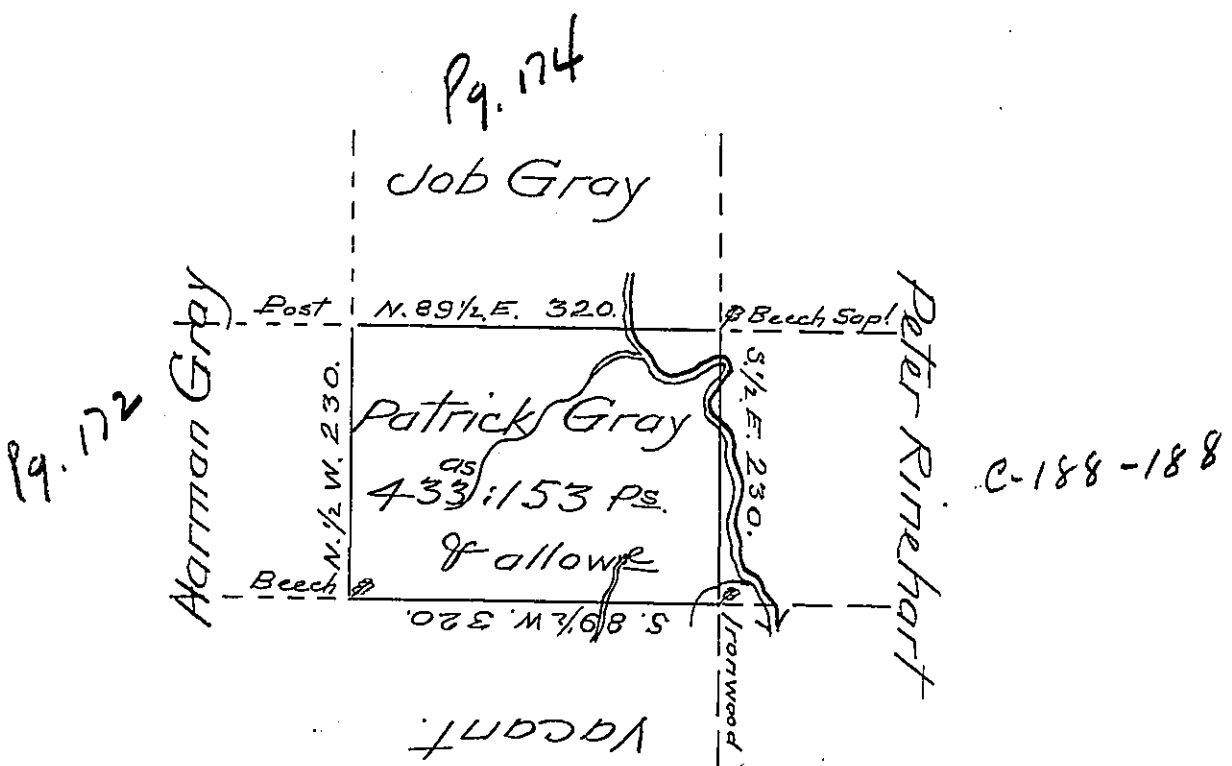 Pg. 174
Job Gray
Post N. 89½ E. 320. Beech Sapl.
Harman Gray
Pg. 172
N. ½ W. 230.
Patrick Gray
433 as : 153 Ps.
& allowe
S. ½ E. 230.
Peter Rinehart
C-188-188
Beech
S. 89½ W. 320.
Ironwood
Vacant.